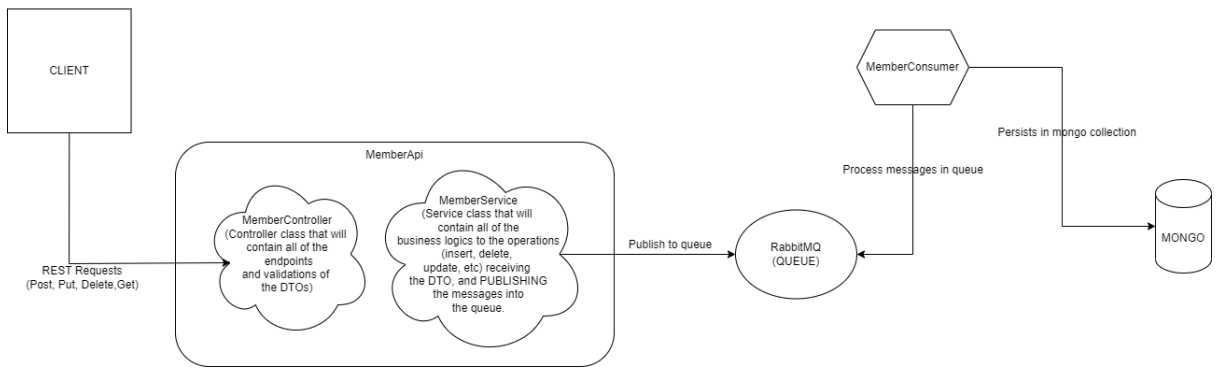 CLIENT
REST Requests
(Post, Put, Delete,Get)
MemberApi
MemberController
(Controller class that will
contain all of the
endpoints
and validations of
the DTOs)
MemberService
(Service class that will
contain all of the
business logics to the operations
(insert, delete,
update, etc) receiving
the DTO, and PUBLISHING
the messages into
the queue.
Publish to queue
RabbitMQ
(QUEUE)
MemberConsumer
Process messages in queue
Persists in mongo collection
MONGO